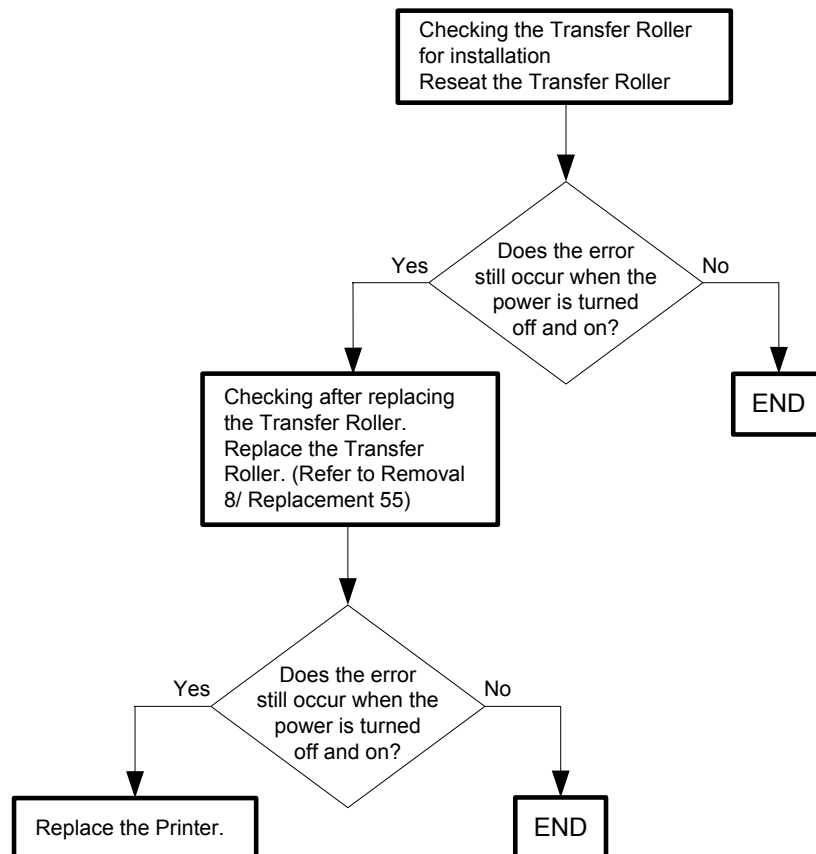 Checking the Transfer Roller
for installation
Reseat the Transfer Roller
Does the error
still occur when the
power is turned
off and on?
Yes
No
Checking after replacing
the Transfer Roller.
Replace the Transfer
Roller. (Refer to Removal
8/ Replacement 55)
END
Does the error
still occur when the
power is turned
off and on?
Yes
No
Replace the Printer.
END